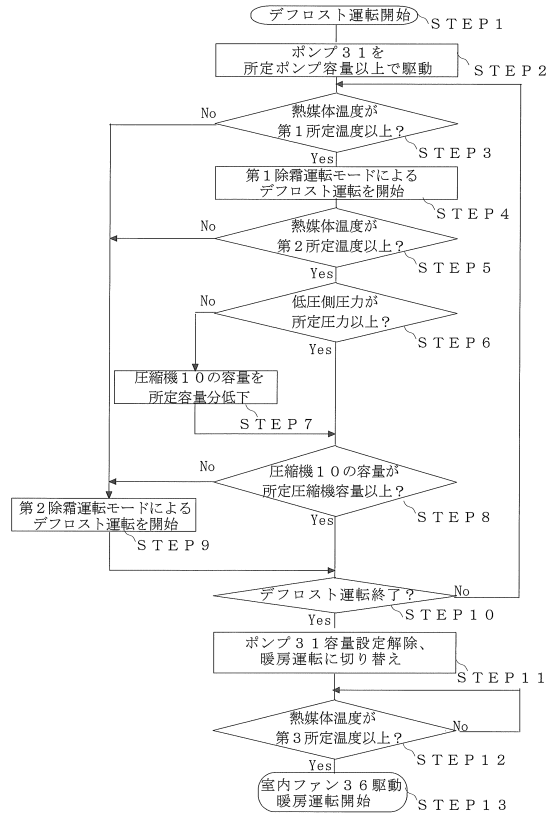 デフロスト運転開始
ＳＴＥＰ１
ポンプ３１を
所定ポンプ容量以上で駆動
ＳＴＥＰ２
No
熱媒体温度が
第１所定温度以上？
ＳＴＥＰ３
Yes
第１除霜運転モードによる
デフロスト運転を開始
ＳＴＥＰ４
No
熱媒体温度が
第２所定温度以上？
ＳＴＥＰ５
Yes
No
低圧側圧力が
所定圧力以上？
ＳＴＥＰ６
Yes
圧縮機１０の容量を
所定容量分低下
ＳＴＥＰ７
No
圧縮機１０の容量が
所定圧縮機容量以上？
ＳＴＥＰ８
Yes
第２除霜運転モードによる
デフロスト運転を開始
ＳＴＥＰ９
デフロスト運転終了？
No
ＳＴＥＰ１０
Yes
ポンプ３１容量設定解除、
暖房運転に切り替え
ＳＴＥＰ１１
熱媒体温度が
第３所定温度以上？
No
ＳＴＥＰ１２
Yes
室内ファン３６駆動
暖房運転開始
ＳＴＥＰ１３